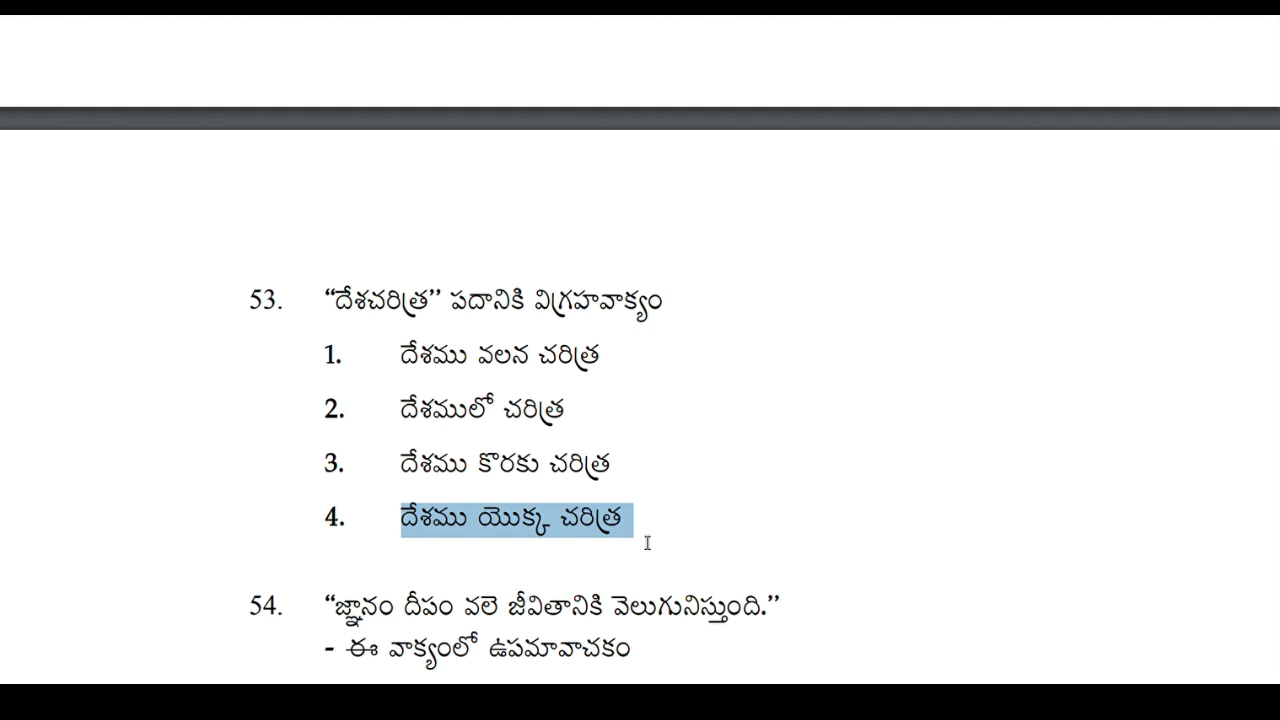 53. “దేశచరిత్ర” పదానికి విగ్రహవాక్యం
1. దేశము వలన చరిత్ర
2. దేశములో చరిత్ర
3. దేశము కొరకు చరిత్ర
4. దేశము యొక్క చరిత్ర
54. “జ్ఞానం దీపం వలె జీవితానికి వెలుగునిస్తుంది.”
- ఈ వాక్యంలో ఉపమావాచకం